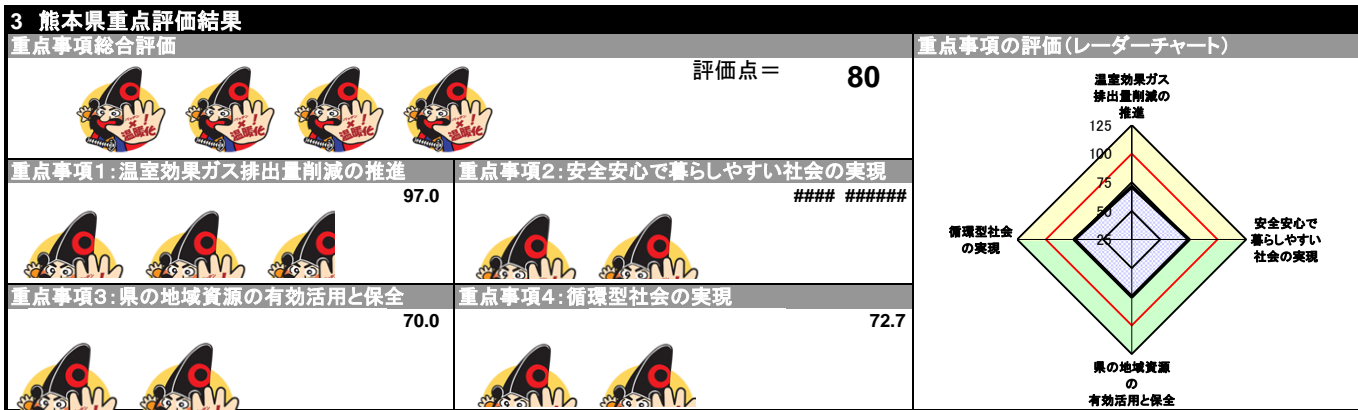 3 熊本県重点評価結果
重点事項総合評価
評価点＝ 80
重点事項1：温室効果ガス排出量削減の推進
97.0
重点事項2：安全安心で暮らしやすい社会の実現
#### ######
重点事項3：県の地域資源の有効活用と保全
70.0
重点事項4：循環型社会の実現
72.7
重点事項の評価（レーダーチャート）
温室効果ガス
排出量削減の
推進
125
100
75
50
25
循環型社会
の実現
安全安心で
暮らしやすい
社会の実現
県の地域資源
の
有効活用と保全